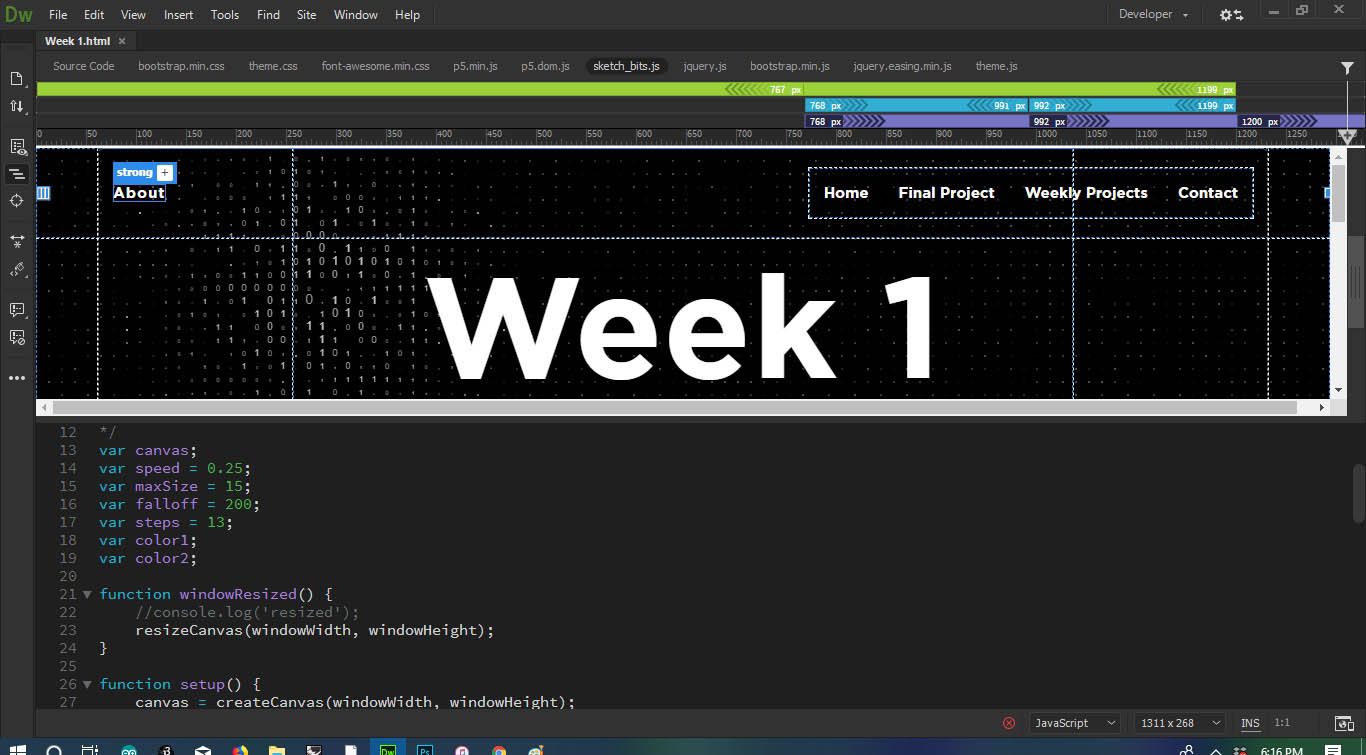 Dw File Edit View Insert Tools Find Site Window Help Developer
Week 1.html ×
Source Code bootstrap.min.css theme.css font-awesome.min.css p5.min.js p5.dom.js sketch_bits.js jquery.js bootstrap.min.js jquery.easing.min.js theme.js
767 px 1199 px
768 px 991 px 992 px 1199 px
768 px 992 px 1200 px
0 50 100 150 200 250 300 350 400 450 500 550 600 650 700 750 800 850 900 950 1000 1050 1100 1150 1200 1250
strong +
About Home Final Project Weekly Projects Contact
Week 1
12 */
13 var canvas;
14 var speed = 0.25;
15 var maxSize = 15;
16 var falloff = 200;
17 var steps = 13;
18 var color1;
19 var color2;
20
21 function windowResized() {
22 //console.log('resized');
23 resizeCanvas(windowWidth, windowHeight);
24 }
25
26 function setup() {
27 canvas = createCanvas(windowWidth, windowHeight);
JavaScript 1311 x 268 INS 1:1
Dw Ps 6:16 PM